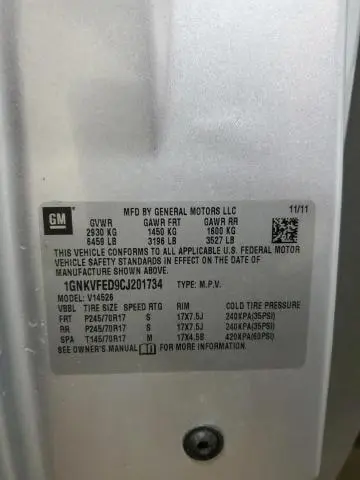 GM
MFD BY GENERAL MOTORS LLC 11/11
GVWR GAWR FRT GAWR RR
2930 KG 1450 KG 1600 KG
6459 LB 3196 LB 3527 LB
THIS VEHICLE CONFORMS TO ALL APPLICABLE U.S. FEDERAL MOTOR
VEHICLE SAFETY STANDARDS IN EFFECT ON THE DATE OF
MANUFACTURE SHOWN ABOVE.
1GNKVFED9CJ201734 TYPE: M.P.V.
MODEL: V14526
VBBL TIRE SIZE SPEED RTG RIM COLD TIRE PRESSURE
FRT P245/70R17 S 17X7.5J 240KPA(35PSI)
RR P245/70R17 S 17X7.5J 240KPA(35PSI)
SPA T145/70R17 M 17X4.5B 420KPA(60PSI)
SEE OWNER'S MANUAL FOR MORE INFORMATION